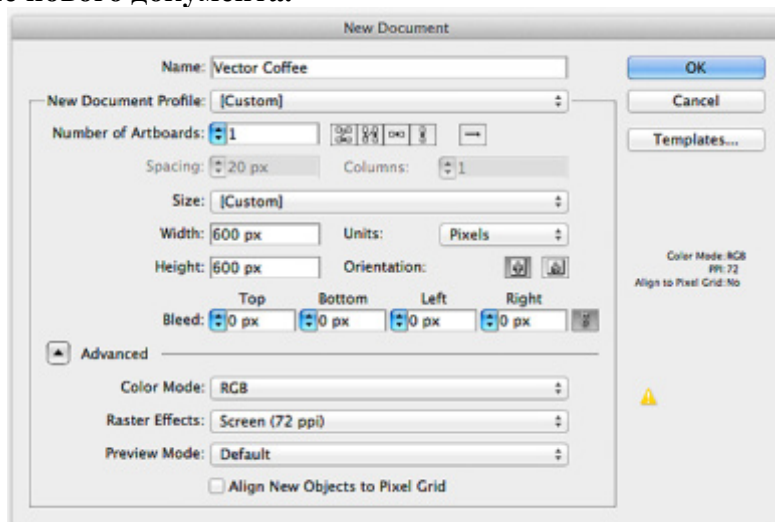 нового документа.
New Document
Name: Vector Coffee
OK
New Document Profile: [Custom]
Cancel
Number of Artboards: 1
Templates...
Spacing: 20 px Columns: 1
Size: [Custom]
Width: 600 px Units: Pixels
Height: 600 px Orientation:
Color Mode: RGB
PPI: 72
Align to Pixel Grid: No
Top Bottom Left Right
Bleed: 0 px 0 px 0 px 0 px
Advanced
Color Mode: RGB
Raster Effects: Screen (72 ppi)
Preview Mode: Default
Align New Objects to Pixel Grid